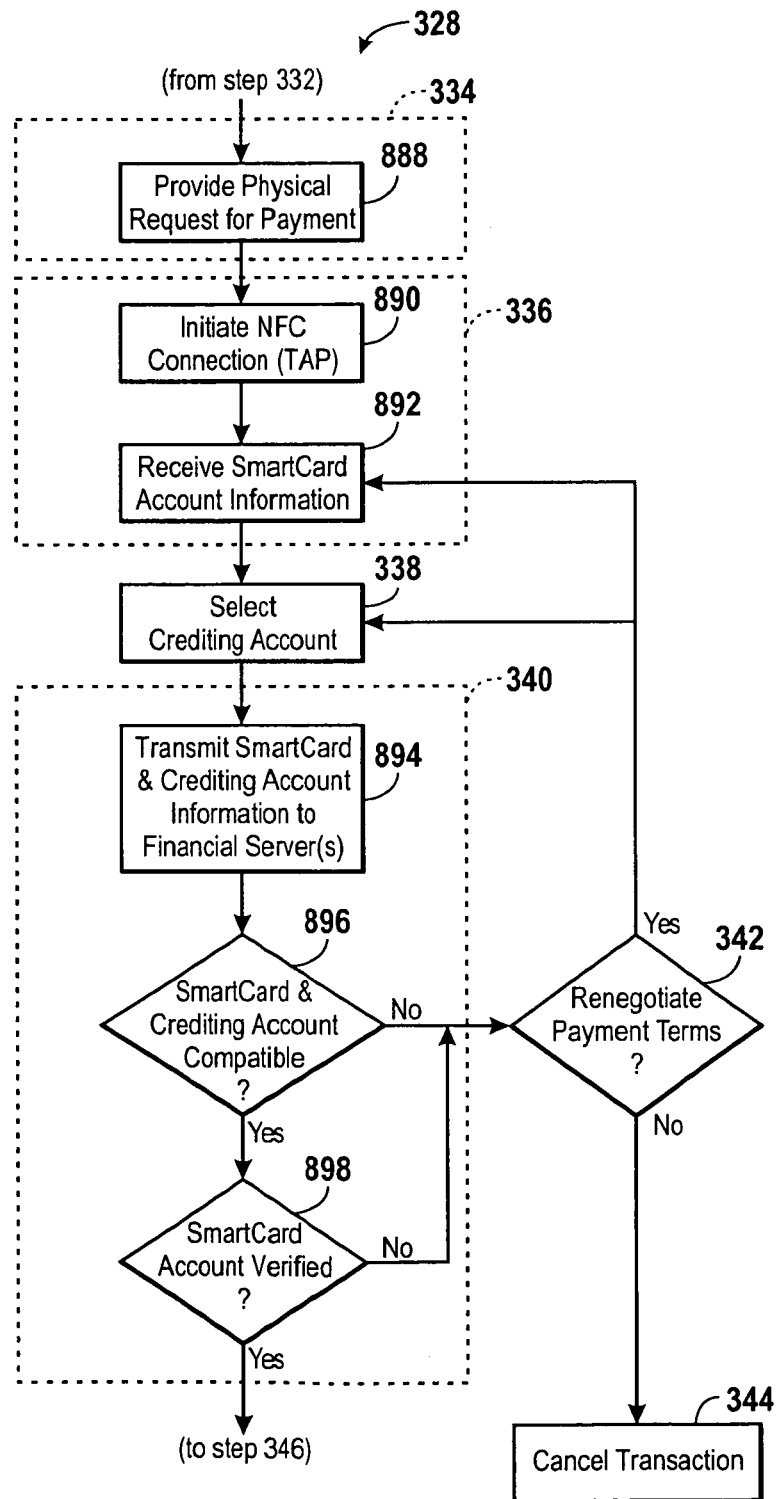 328
(from step 332)
334
888
Provide Physical
Request for Payment
890
336
Initiate NFC
Connection (TAP)
892
Receive SmartCard
Account Information
338
Select
Crediting Account
340
Transmit SmartCard
& Crediting Account
Information to
Financial Server(s)
894
896
SmartCard &
Crediting Account
Compatible
?
No
Yes
342
Renegotiate
Payment Terms
?
Yes
No
898
SmartCard
Account Verified
?
No
Yes
(to step 346)
344
Cancel Transaction